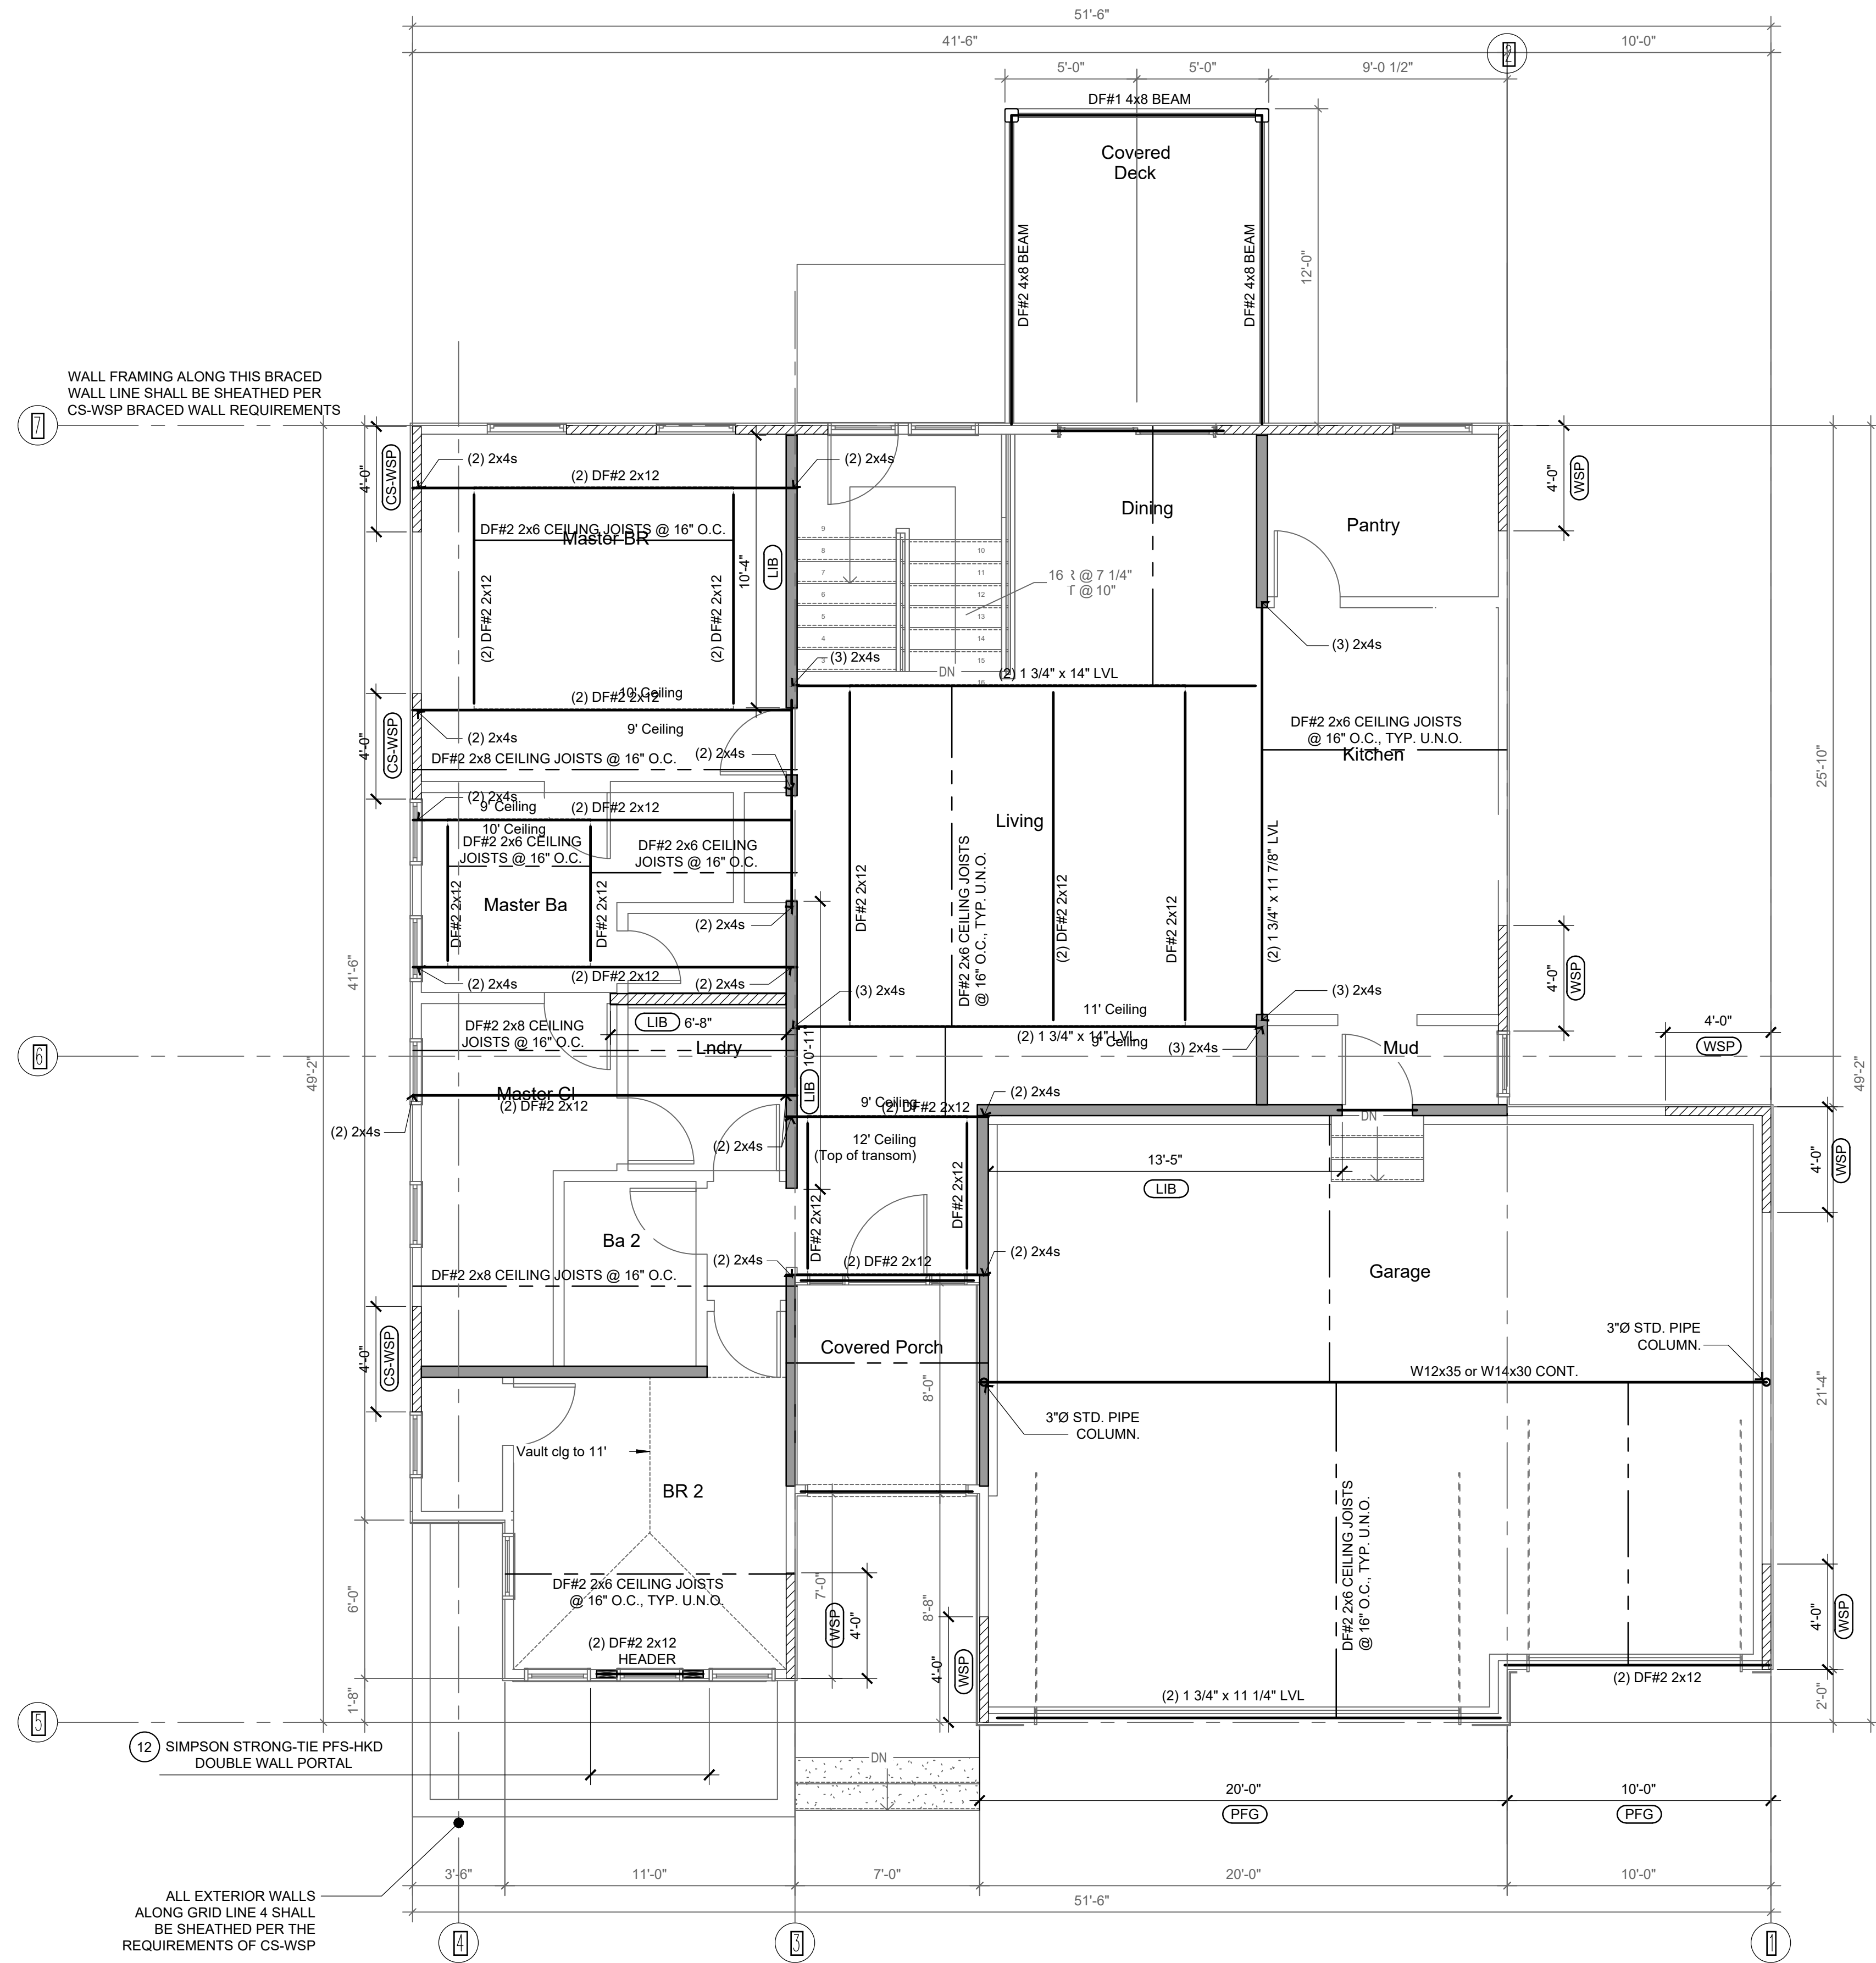 51'-6"
41'-6"
10'-0"
2
5'-0"
5'-0"
9'-0 1/2"
DF#1 4x8 BEAM
Covered
Deck
DF#2 4x8 BEAM
DF#2 4x8 BEAM
12'-0"
WALL FRAMING ALONG THIS BRACED
WALL LINE SHALL BE SHEATHED PER
CS-WSP BRACED WALL REQUIREMENTS
7
4'-0"
CS-WSP
(2) 2x4s
(2) DF#2 2x12
(2) 2x4s
DF#2 2x6 CEILING JOISTS @ 16" O.C.
Master BR
(2) DF#2 2x12
(2) DF#2 2x12
10'-4"
LIB
9
8
7
6
5
4
3
10
11
12
13
14
15
16
DN
16 R @ 7 1/4"
T @ 10"
Dining
Pantry
4'-0"
WSP
(3) 2x4s
(3) 2x4s
(2) 1 3/4" x 14" LVL
10' Ceiling
(2) DF#2 2x12
9' Ceiling
(2) 2x4s
(2) 2x4s
4'-0"
CS-WSP
DF#2 2x8 CEILING JOISTS @ 16" O.C.
DF#2 2x6 CEILING JOISTS
@ 16" O.C., TYP. U.N.O.
Kitchen
25'-10"
(2) 2x4s
9' Ceiling
(2) DF#2 2x12
10' Ceiling
DF#2 2x6 CEILING
JOISTS @ 16" O.C.
DF#2 2x6 CEILING
JOISTS @ 16" O.C.
Living
Master Ba
DF#2 2x12
DF#2 2x12
DF#2 2x12
DF#2 2x6 CEILING JOISTS
@ 16" O.C., TYP. U.N.O.
(2) DF#2 2x12
DF#2 2x12
(2) 1 3/4" x 11 7/8" LVL
(2) 2x4s
(2) 2x4s
(2) DF#2 2x12
(2) 2x4s
(3) 2x4s
(3) 2x4s
4'-0"
WSP
41'-6"
49'-2"
LIB
6'-8"
DF#2 2x8 CEILING
JOISTS @ 16" O.C.
Lndry
LIB
10'-11
11' Ceiling
(2) 1 3/4" x 14" LVL
9' Ceiling
(3) 2x4s
Mud
4'-0"
WSP
6
49'-2"
Master Cl
(2) DF#2 2x12
(2) 2x4s
(2) 2x4s
9' Ceiling
(2) DF#2 2x12
(2) 2x4s
12' Ceiling
(Top of transom)
DN
13'-5"
LIB
4'-0"
WSP
DF#2 2x12
DF#2 2x12
Ba 2
(2) 2x4s
(2) DF#2 2x12
(2) 2x4s
Garage
DF#2 2x8 CEILING JOISTS @ 16" O.C.
4'-0"
CS-WSP
Covered Porch
8'-0"
3"Ø STD. PIPE
COLUMN.
W12x35 or W14x30 CONT.
3"Ø STD. PIPE
COLUMN.
21'-4"
Vault clg to 11'
BR 2
DF#2 2x6 CEILING JOISTS
@ 16" O.C., TYP. U.N.O.
DF#2 2x6 CEILING JOISTS
@ 16" O.C., TYP. U.N.O.
6'-0"
7'-0"
WSP
4'-0"
8'-8"
4'-0"
WSP
4'-0"
WSP
(2) DF#2 2x12
HEADER
(2) 1 3/4" x 11 1/4" LVL
(2) DF#2 2x12
1'-8"
2'-0"
5
12
SIMPSON STRONG-TIE PFS-HKD
DOUBLE WALL PORTAL
DN
20'-0"
PFG
10'-0"
PFG
3'-6"
11'-0"
7'-0"
20'-0"
10'-0"
51'-6"
ALL EXTERIOR WALLS
ALONG GRID LINE 4 SHALL
BE SHEATHED PER THE
REQUIREMENTS OF CS-WSP
4
3
1